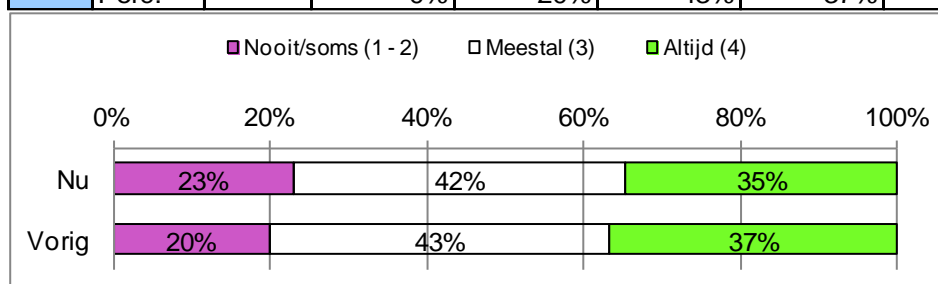 Nooit/soms (1 - 2) Meestal (3) Altijd (4)
0% 20% 40% 60% 80% 100%
Nu 23% 42% 35%
Vorig 20% 43% 37%